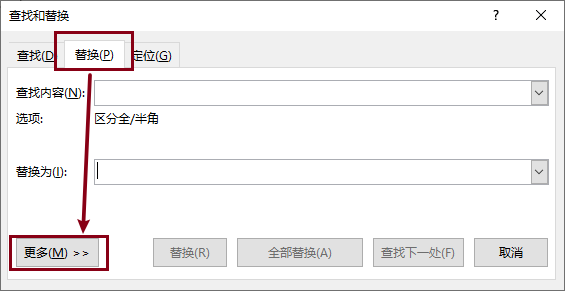 查找和替换 ?
查找(D 替换(P) 定位(G)
查找内容(N):
选项: 区分全/半角
替换为(I):
更多(M) >> 替换(R) 全部替换(A) 查找下一处(F) 取消